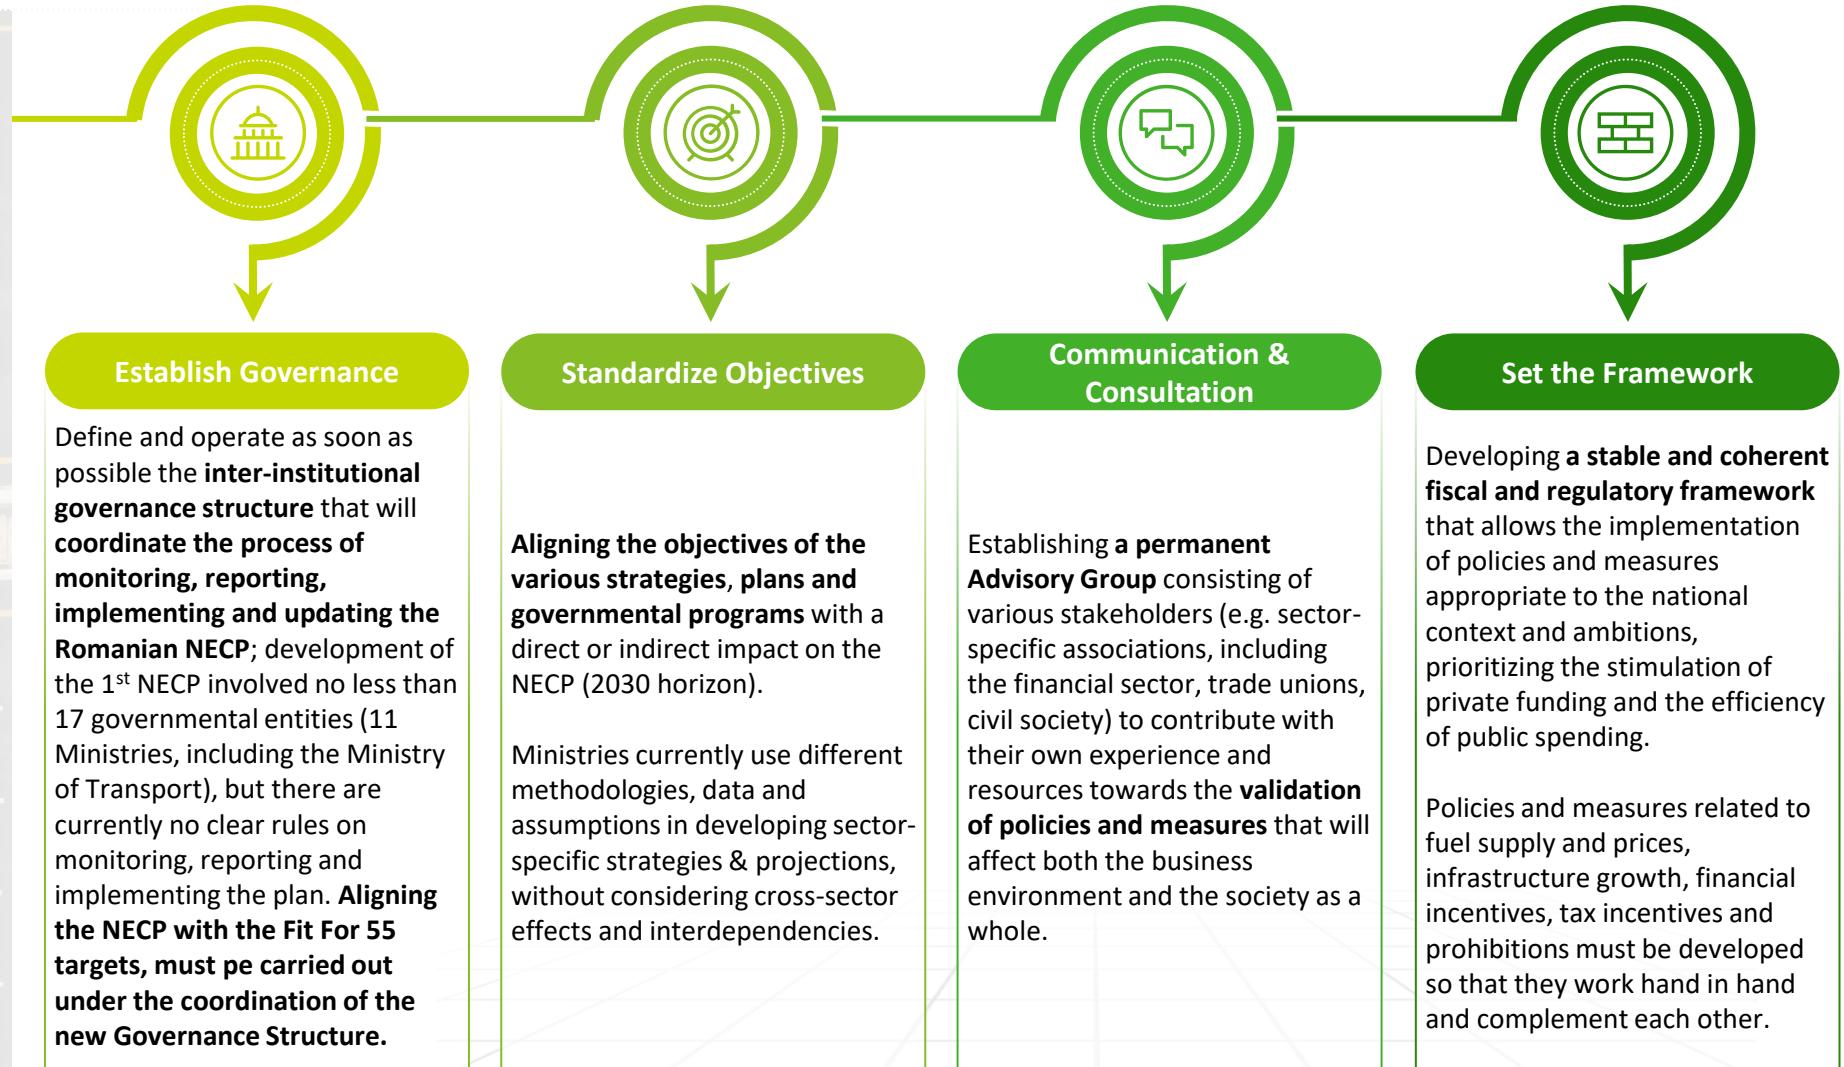 Establish Governance
Define and operate as soon as
possible the inter-institutional
governance structure that will
coordinate the process of
monitoring, reporting,
implementing and updating the
Romanian NECP; development of
the 1st NECP involved no less than
17 governmental entities (11
Ministries, including the Ministry
of Transport), but there are
currently no clear rules on
monitoring, reporting and
implementing the plan. Aligning
the NECP with the Fit For 55
targets, must pe carried out
under the coordination of the
new Governance Structure.
Standardize Objectives
Aligning the objectives of the
various strategies, plans and
governmental programs with a
direct or indirect impact on the
NECP (2030 horizon).
Ministries currently use different
methodologies, data and
assumptions in developing sector-
specific strategies & projections,
without considering cross-sector
effects and interdependencies.
Communication &
Consultation
Establishing a permanent
Advisory Group consisting of
various stakeholders (e.g. sector-
specific associations, including
the financial sector, trade unions,
civil society) to contribute with
their own experience and
resources towards the validation
of policies and measures that will
affect both the business
environment and the society as a
whole.
Set the Framework
Developing a stable and coherent
fiscal and regulatory framework
that allows the implementation
of policies and measures
appropriate to the national
context and ambitions,
prioritizing the stimulation of
private funding and the efficiency
of public spending.
Policies and measures related to
fuel supply and prices,
infrastructure growth, financial
incentives, tax incentives and
prohibitions must be developed
so that they work hand in hand
and complement each other.